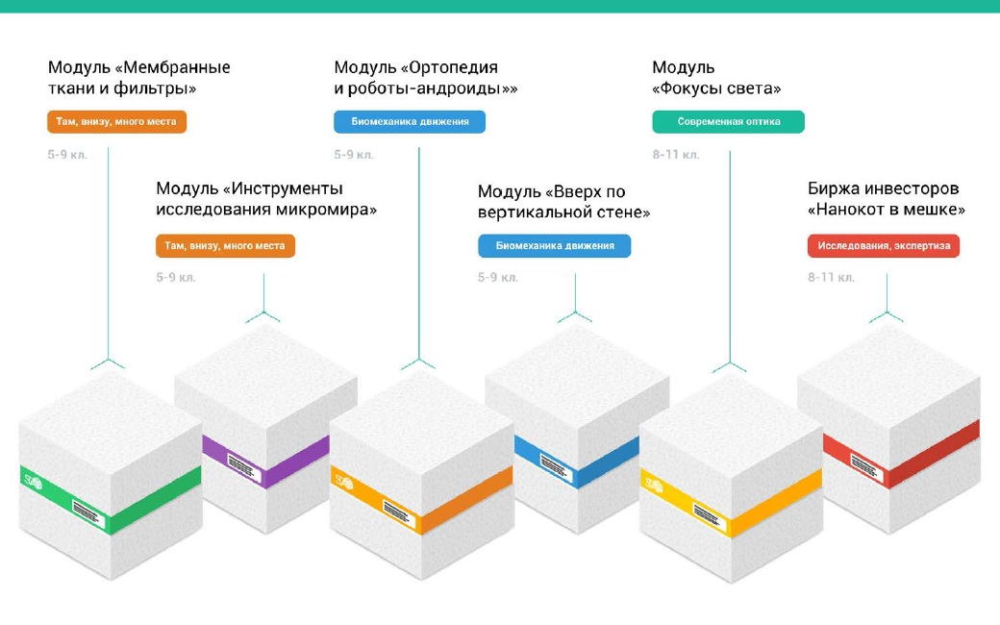 Модуль «Мембранные
ткани и фильтры»
Там, внизу, много места
5-9 кл.
Модуль «Инструменты
исследования микромира»
Там, внизу, много места
5-9 кл.
Модуль «Ортопедия
и роботы-андроиды»»
Биомеханика движения
5-9 кл.
Модуль «Вверх по
вертикальной стене»
Биомеханика движения
5-9 кл.
Модуль
«Фокусы света»
Современная оптика
8-11 кл.
Биржа инвесторов
«Нанокот в мешке»
Исследования, экспертиза
8-11 кл.